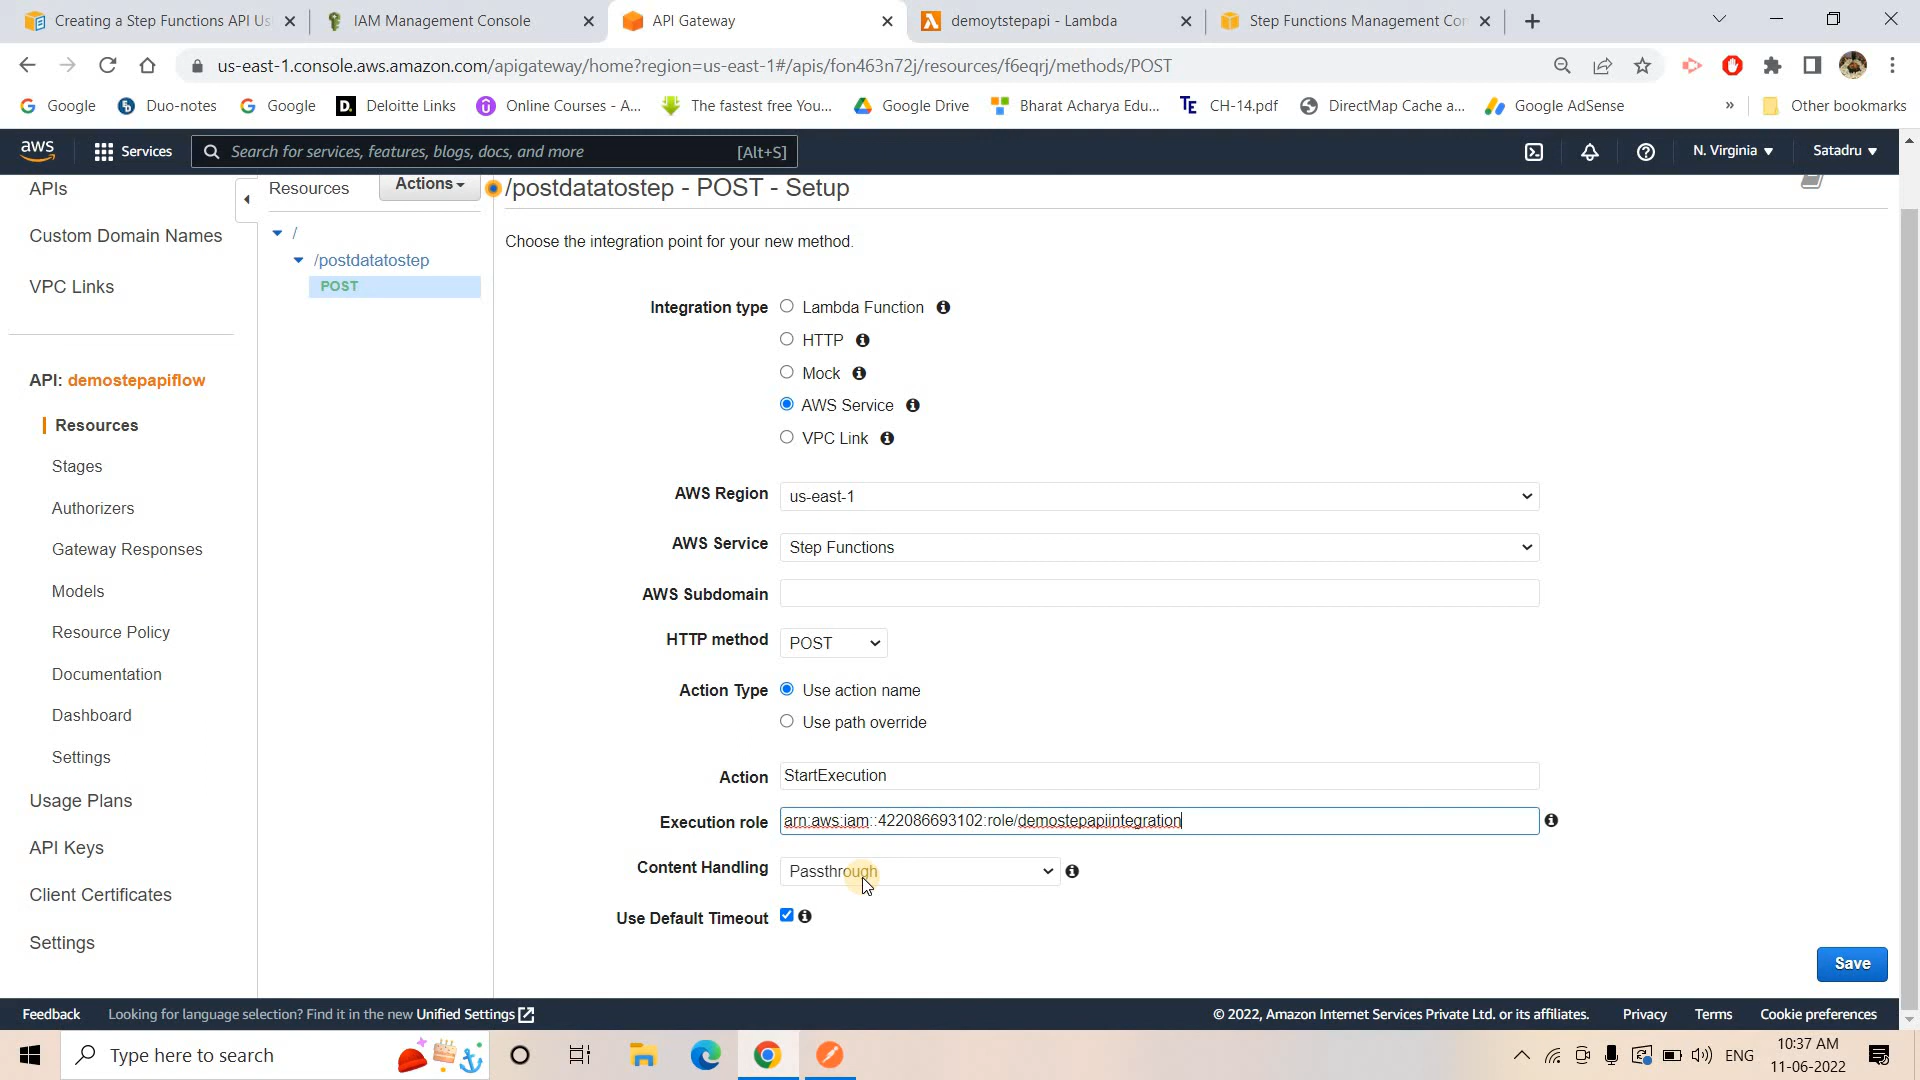 Creating a Step Functions API Us
IAM Management Console
API Gateway
demoytstepapi - Lambda
Step Functions Management Con
us-east-1.console.aws.amazon.com/apigateway/home?region=us-east-1#/apis/fon463n72j/resources/f6eqrj/methods/POST
Google
Duo-notes
Google
Deloitte Links
Online Courses - A...
The fastest free You...
Google Drive
Bharat Acharya Edu...
CH-14.pdf
DirectMap Cache a...
Google AdSense
»
Other bookmarks
aws
Services
Search for services, features, blogs, docs, and more
[Alt+S]
N. Virginia
Satadru
APIs
Custom Domain Names
VPC Links
API: demostepapiflow
Resources
Stages
Authorizers
Gateway Responses
Models
Resource Policy
Documentation
Dashboard
Settings
Usage Plans
API Keys
Client Certificates
Settings
Resources
Actions
/
/postdatatostep
POST
/postdatatostep - POST - Setup
Choose the integration point for your new method.
Integration type
Lambda Function
HTTP
Mock
AWS Service
VPC Link
AWS Region us-east-1
AWS Service Step Functions
AWS Subdomain
HTTP method POST
Action Type
Use action name
Use path override
Action StartExecution
Execution role arn:aws:iam::422086693102:role/demostepapiintegration
Content Handling Passthrough
Use Default Timeout
Save
Feedback
Looking for language selection? Find it in the new Unified Settings
© 2022, Amazon Internet Services Private Ltd. or its affiliates.
Privacy
Terms
Cookie preferences
Type here to search
ENG
10:37 AM
11-06-2022